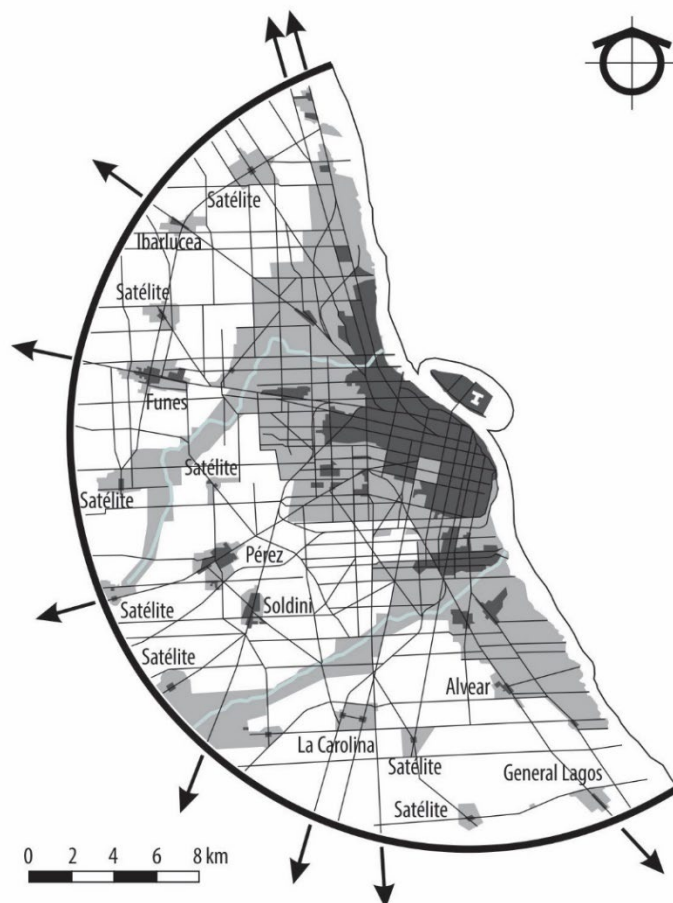 Satélite
Ibarlucea
Satélite
Funes
Satélite
Satélite
Pérez
Satélite
Soldini
Satélite
Alvear
La Carolina
Satélite
General Lagos
Satélite
0 2 4 6 8 km